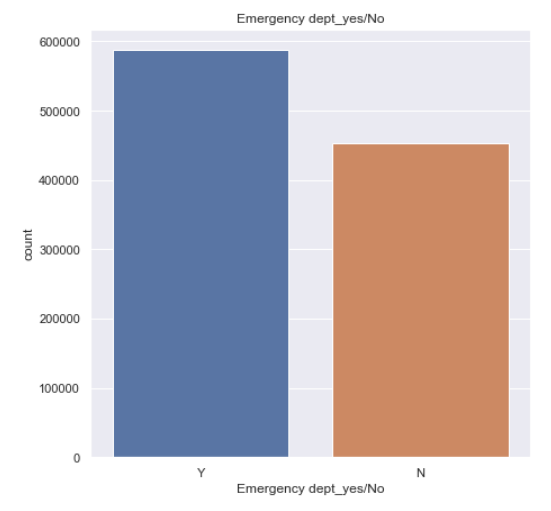 Emergency dept_yes/No
600000
500000
400000
300000
200000
100000
0
count
Y N
Emergency dept_yes/No